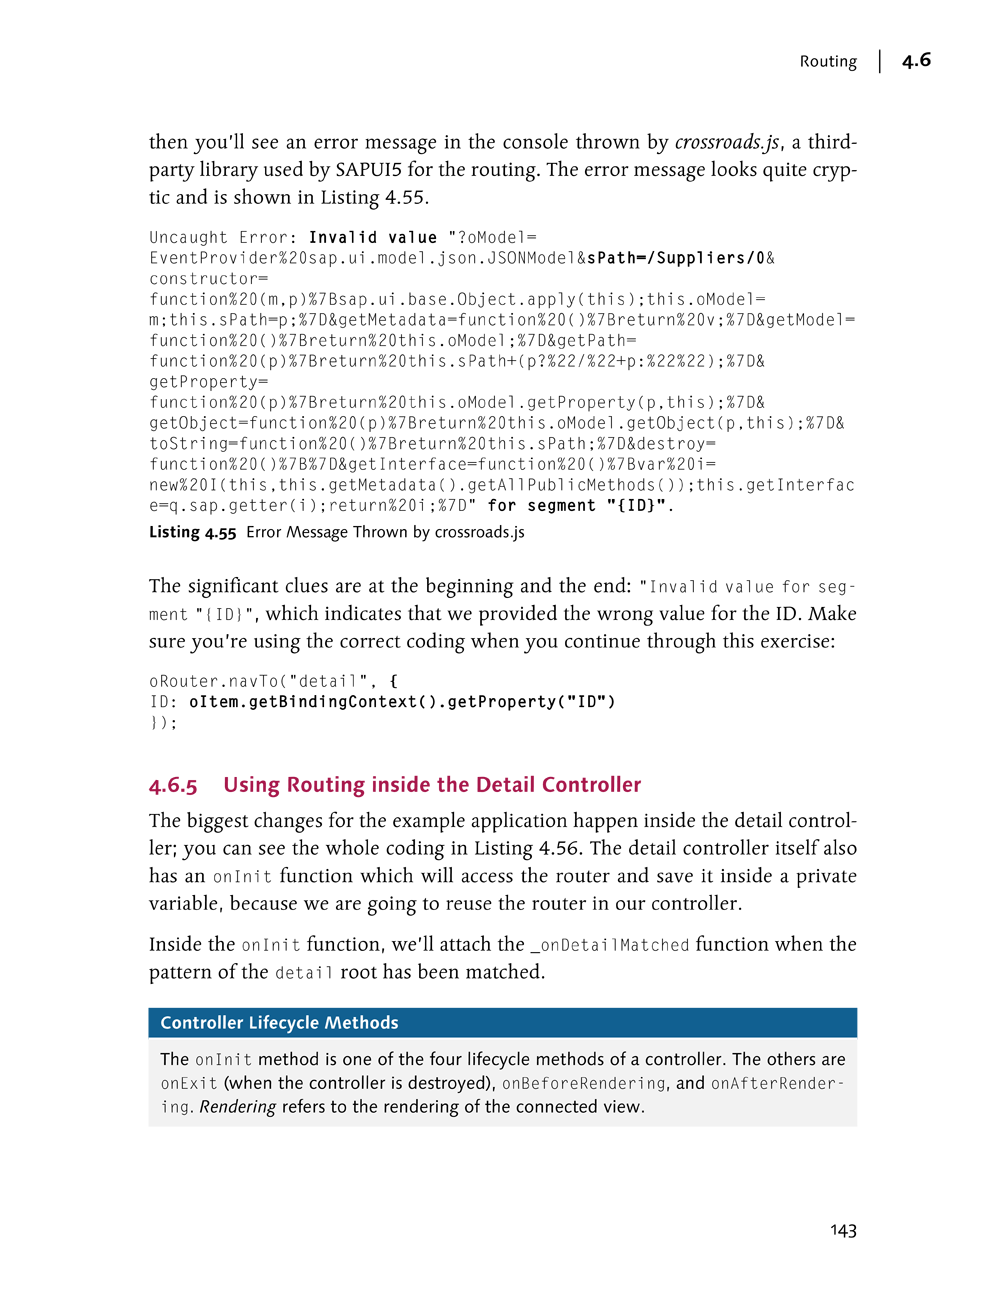 Routing | 4.6
then you'll see an error message in the console thrown by crossroads.js, a third-
party library used by SAPUI5 for the routing. The error message looks quite cryp-
tic and is shown in Listing 4.55.
Uncaught Error: Invalid value "?oModel=
EventProvider%20sap.ui.model.json.JSONModel&sPath=/Suppliers/0&
constructor=
function%20(m,p)%7Bsap.ui.base.Object.apply(this);this.oModel=
m;this.sPath=p;%7D&getMetadata=function%20()%7Breturn%20v;%7D&getModel=
function%20()%7Breturn%20this.oModel;%7D&getPath=
function%20(p)%7Breturn%20this.sPath+(p?%22/%22+p:%22%22);%7D&
getProperty=
function%20(p)%7Breturn%20this.oModel.getProperty(p,this);%7D&
getObject=function%20(p)%7Breturn%20this.oModel.getObject(p,this);%7D&
toString=function%20()%7Breturn%20this.sPath;%7D&destroy=
function%20()%7B%7D&getInterface=function%20()%7Bvar%20i=
new%20I(this,this.getMetadata().getAllPublicMethods());this.getInterfac
e=q.sap.getter(i);return%20i;%7D" for segment "{ID}".
Listing 4.55 Error Message Thrown by crossroads.js
The significant clues are at the beginning and the end: "Invalid value for seg-
ment "{ID}", which indicates that we provided the wrong value for the ID. Make
sure you're using the correct coding when you continue through this exercise:
oRouter.navTo("detail", {
ID: oItem.getBindingContext().getProperty("ID")
});
4.6.5 Using Routing inside the Detail Controller
The biggest changes for the example application happen inside the detail control-
ler; you can see the whole coding in Listing 4.56. The detail controller itself also
has an onInit function which will access the router and save it inside a private
variable, because we are going to reuse the router in our controller.
Inside the onInit function, we'll attach the _onDetailMatched function when the
pattern of the detail root has been matched.
Controller Lifecycle Methods
The onInit method is one of the four lifecycle methods of a controller. The others are
onExit (when the controller is destroyed), onBeforeRendering, and onAfterRender-
ing. Rendering refers to the rendering of the connected view.
143